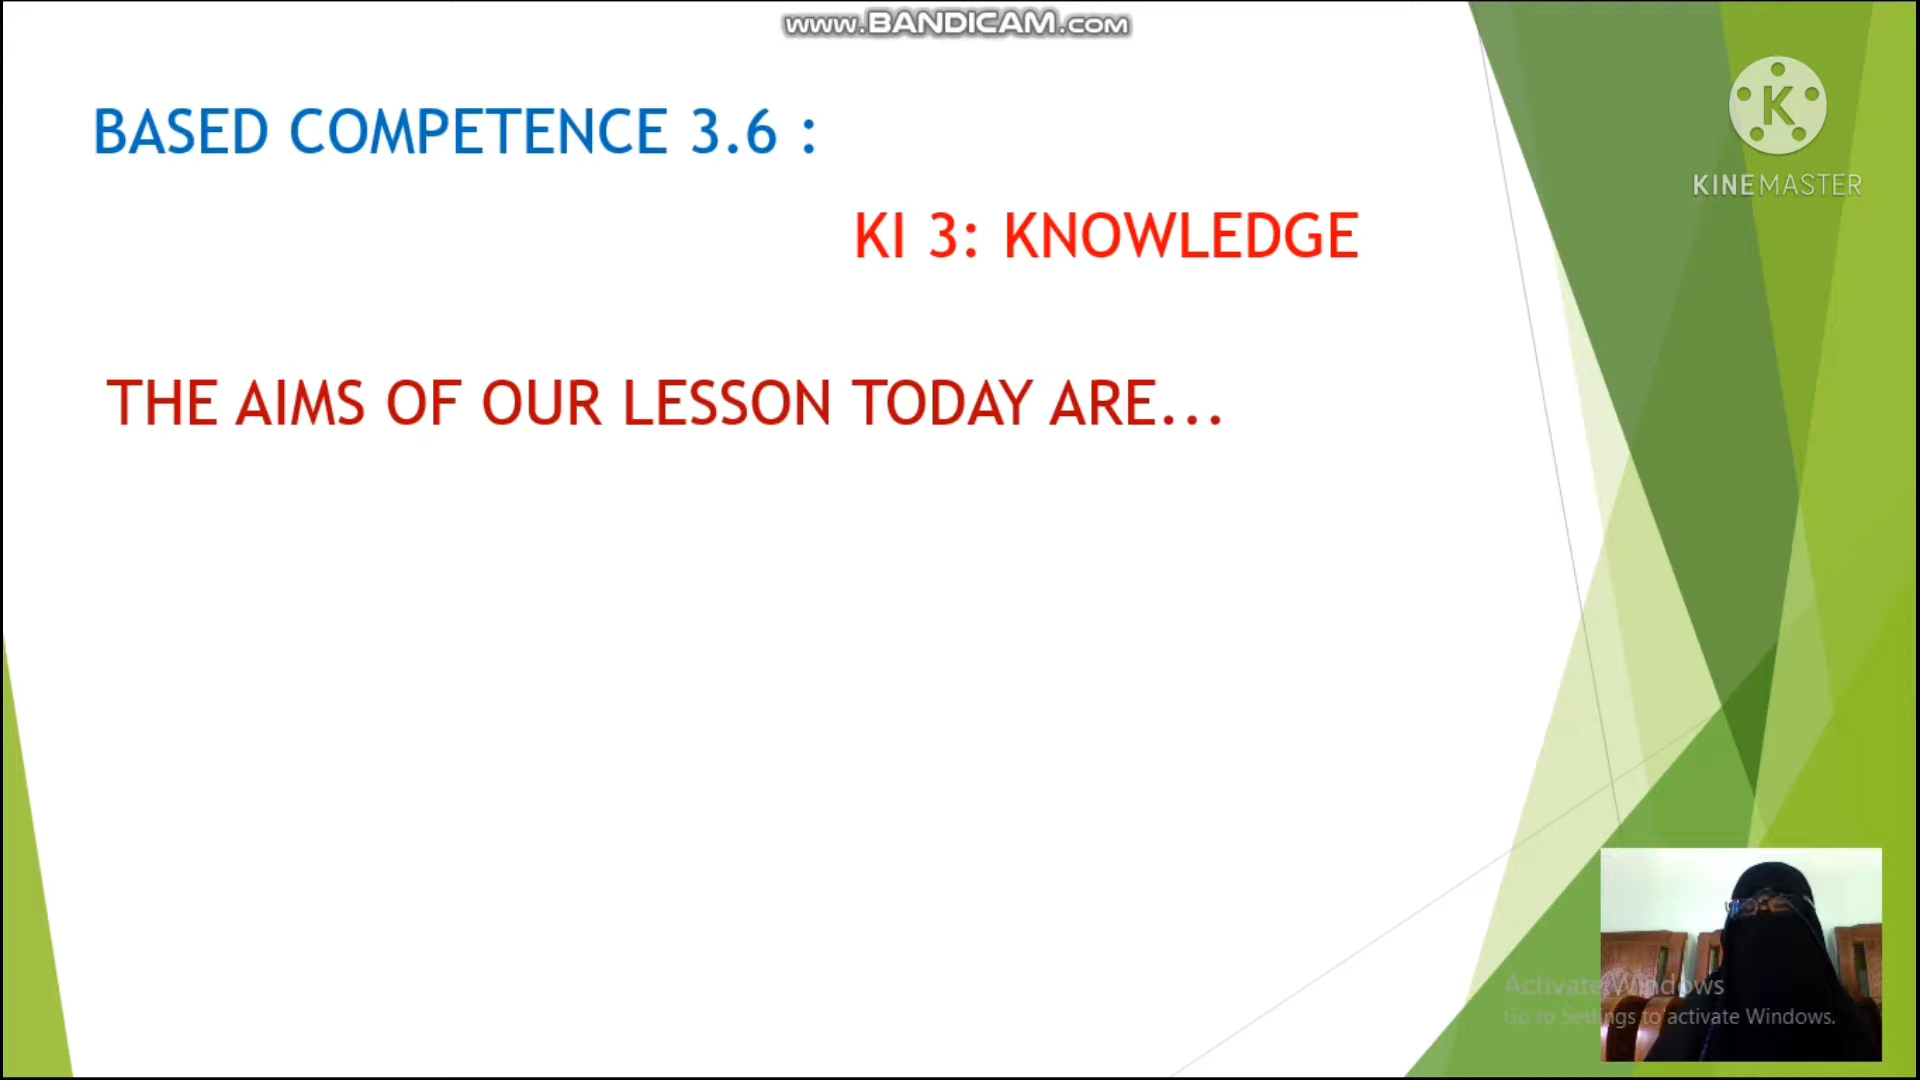 www.BANDICAM.com
BASED COMPETENCE 3.6 :
K
KINEMASTER
KI 3: KNOWLEDGE
THE AIMS OF OUR LESSON TODAY ARE...
Activate Windows
Go to Settings to activate Windows.